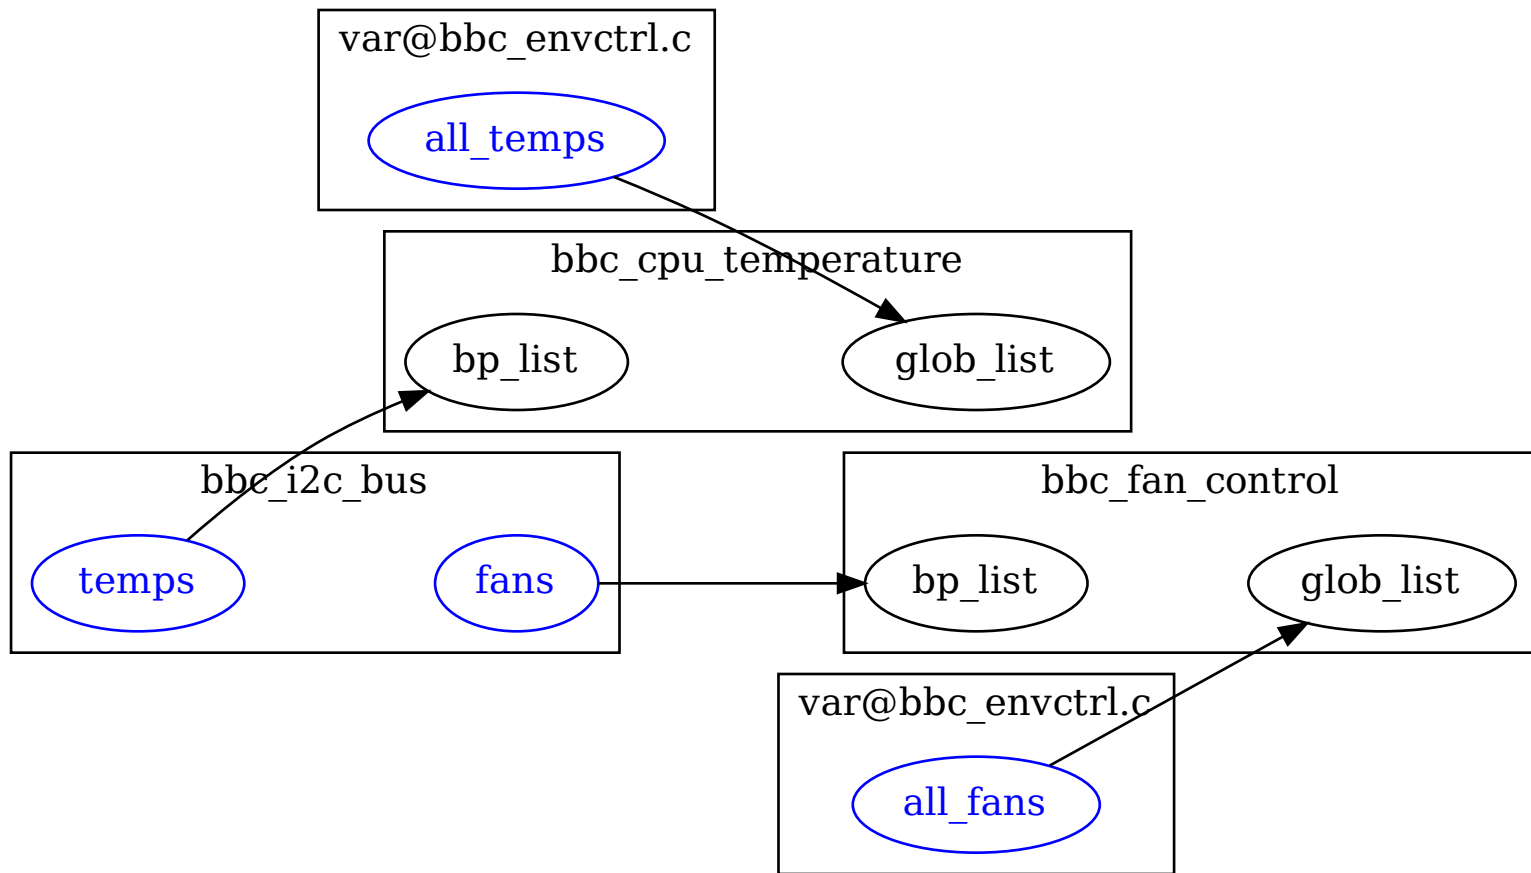 var@bbc_envctrl.c
all_temps
bbc_cpu_temperature
bp_list
glob_list
bbc_i2c_bus
temps
fans
bbc_fan_control
bp_list
glob_list
var@bbc_envctrl.c
all_fans